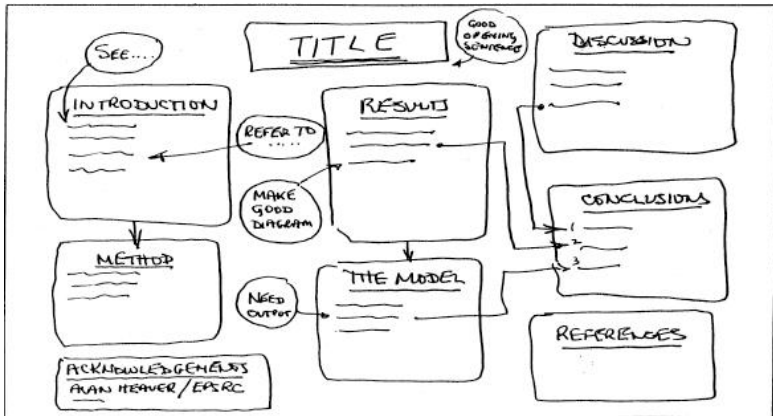 SEE....
TITLE
GOOD
OPENING
SENTENCE
DISCUSSION
INTRODUCTION
REFER TO
.....
RESULTS
MAKE
GOOD
DIAGRAM
CONCLUSIONS
1
2
3
METHOD
NEED
OUTPUT
THE MODEL
REFERENCES
ACKNOWLEDGEMENTS
ALAN HEAVER/EPSRC